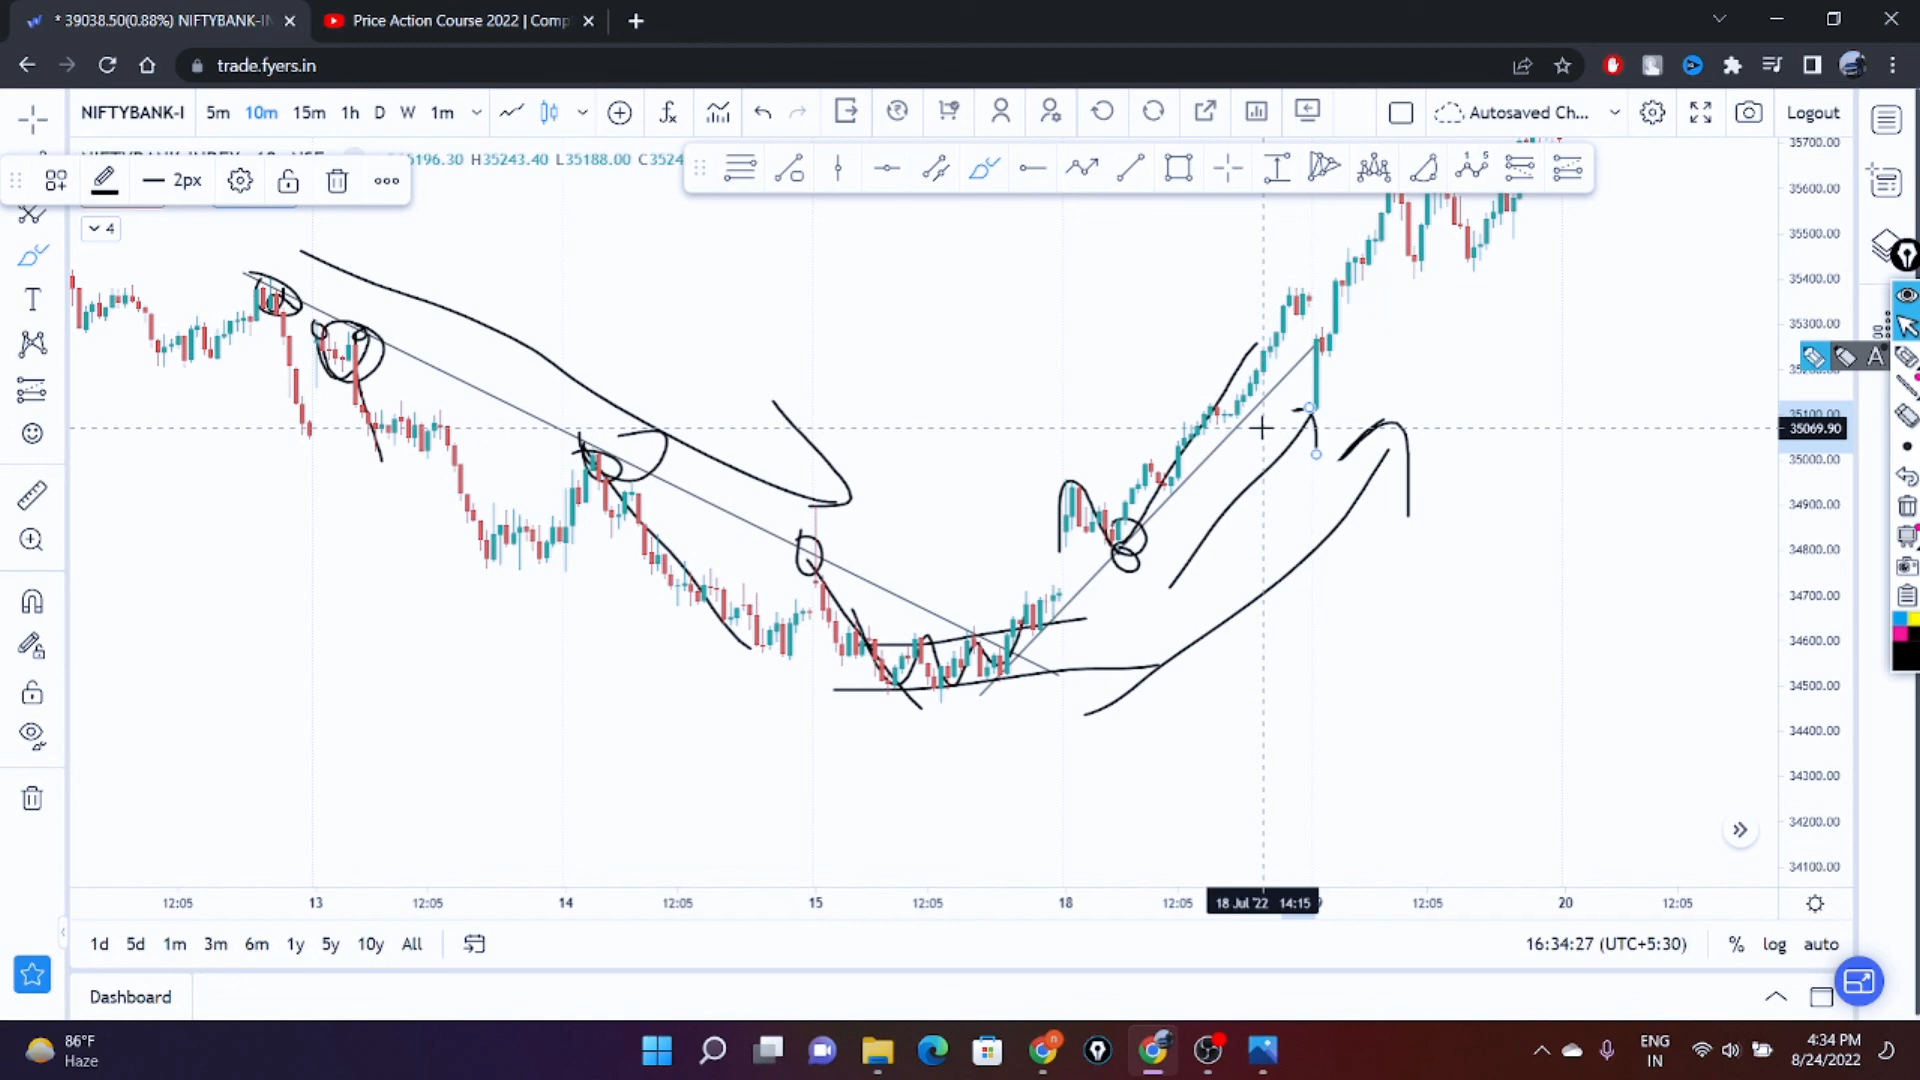 * 39038.50(0.88%) NIFTYBANK-I
Price Action Course 2022 | Comp
trade.fyers.in
NIFTYBANK-I 5m 10m 15m 1h D W 1m
Autosaved Ch...
Logout
5196.30 H35243.40 L35188.00 C3524
2px
4
35700.00
35600.00
35500.00
35400.00
35300.00
35100.00
35069.90
35000.00
34900.00
34800.00
34700.00
34600.00
34500.00
34400.00
34300.00
34200.00
34100.00
12:05 13 12:05 14 12:05 15 12:05 18 12:05 18 Jul '22 14:15 12:05 20 12:05
1d 5d 1m 3m 6m 1y 5y 10y All
16:34:27 (UTC+5:30) % log auto
Dashboard
86°F
Haze
ENG
IN
4:34 PM
8/24/2022